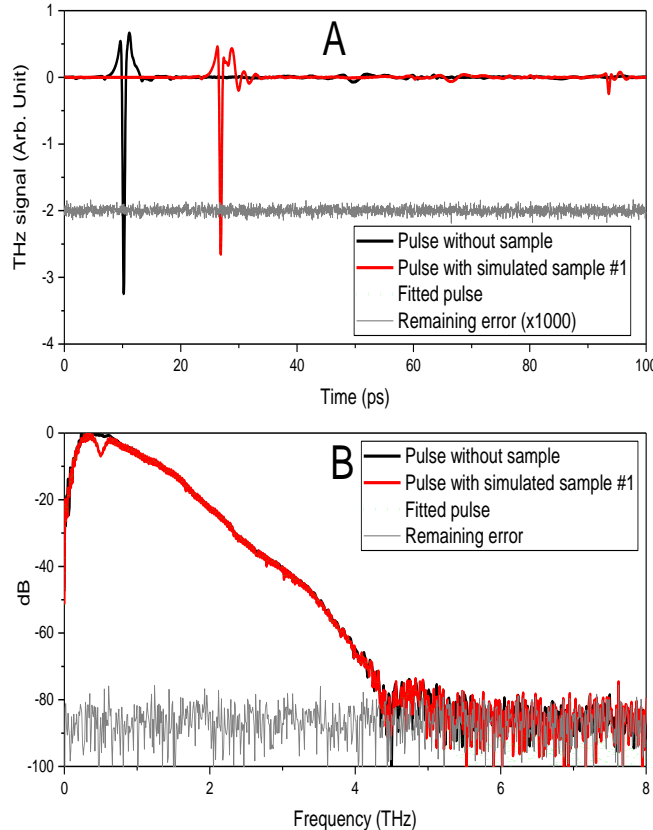 A
1
0
-1
-2
-3
-4
THz signal (Arb. Unit)
Pulse without sample
Pulse with simulated sample #1
Fitted pulse
Remaining error (x1000)
0
20
40
60
80
100
Time (ps)
B
0
-20
-40
-60
-80
-100
dB
Pulse without sample
Pulse with simulated sample #1
Fitted pulse
Remaining error
0
2
4
6
8
Frequency (THz)